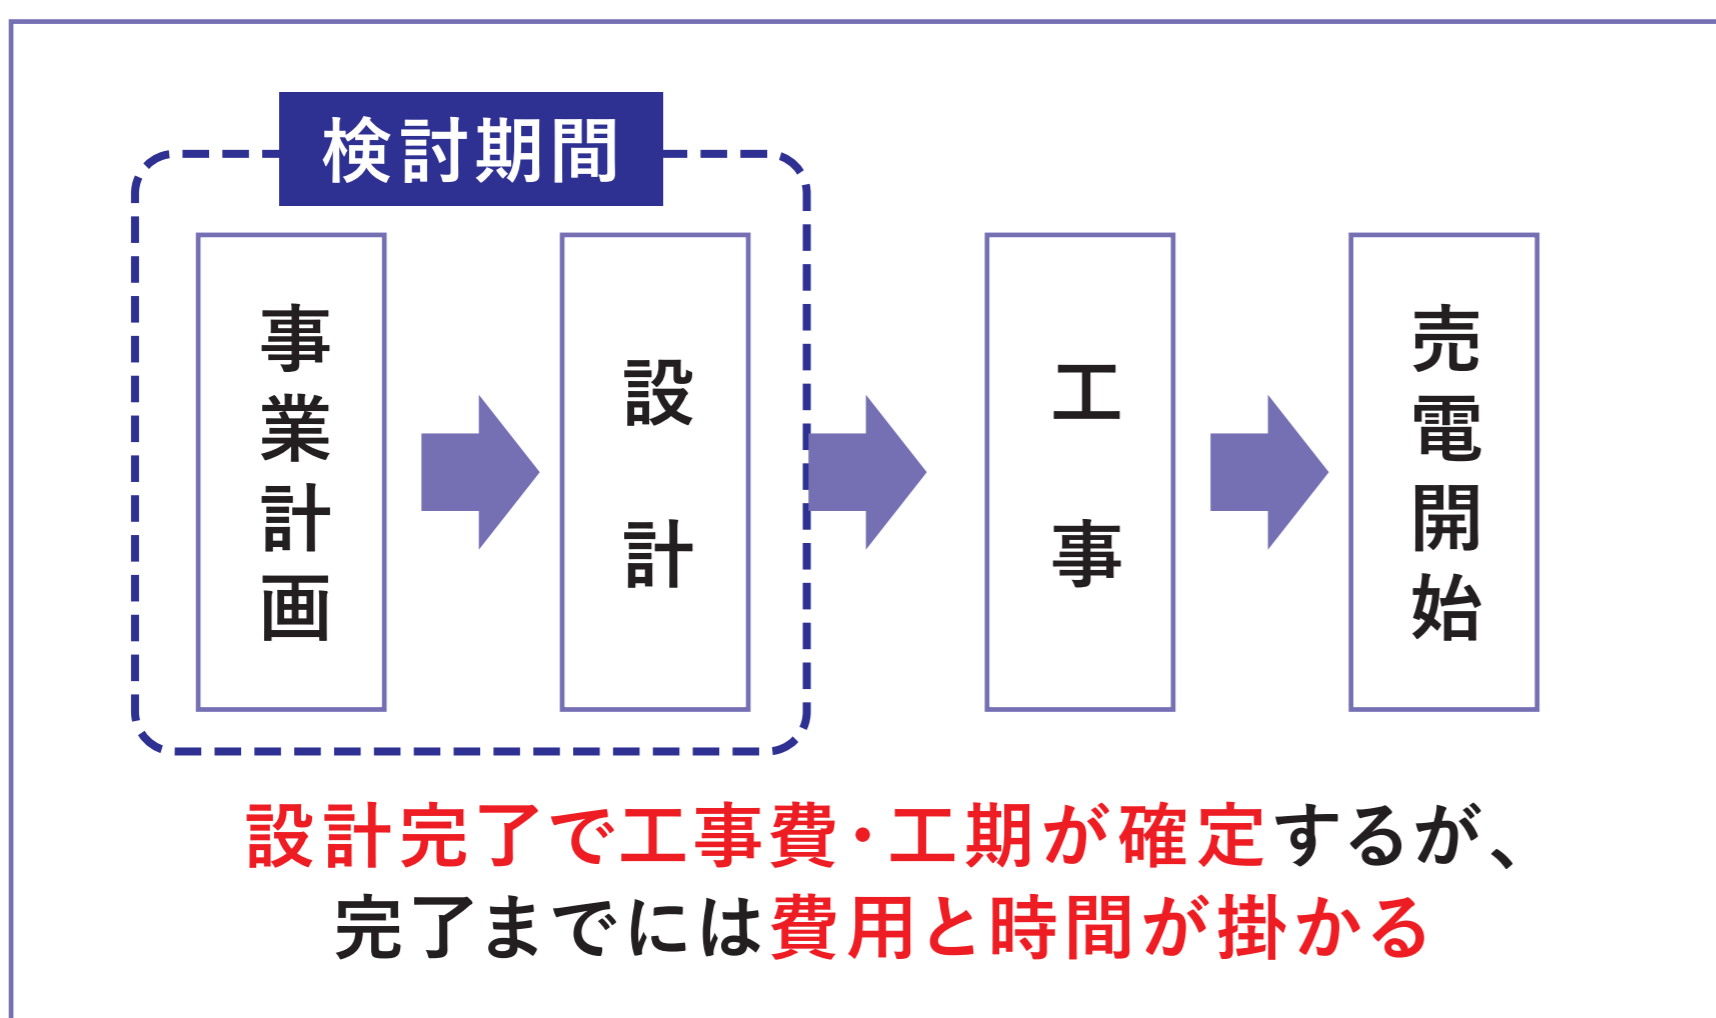 検討期間
事業計画
設計
工事
売電開始
設計完了で工事費・工期が確定するが、
完了までには費用と時間が掛かる